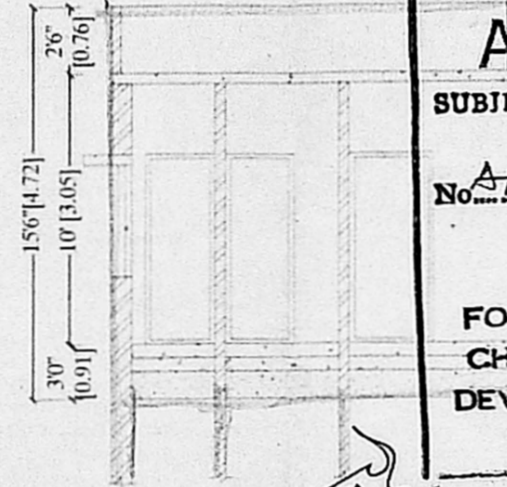 2'6"
[0.76]
15'6"[4.72]
10' [3.05]
3'0"
[0.91]
A
SUBJE
No....
FO
CH
DEV